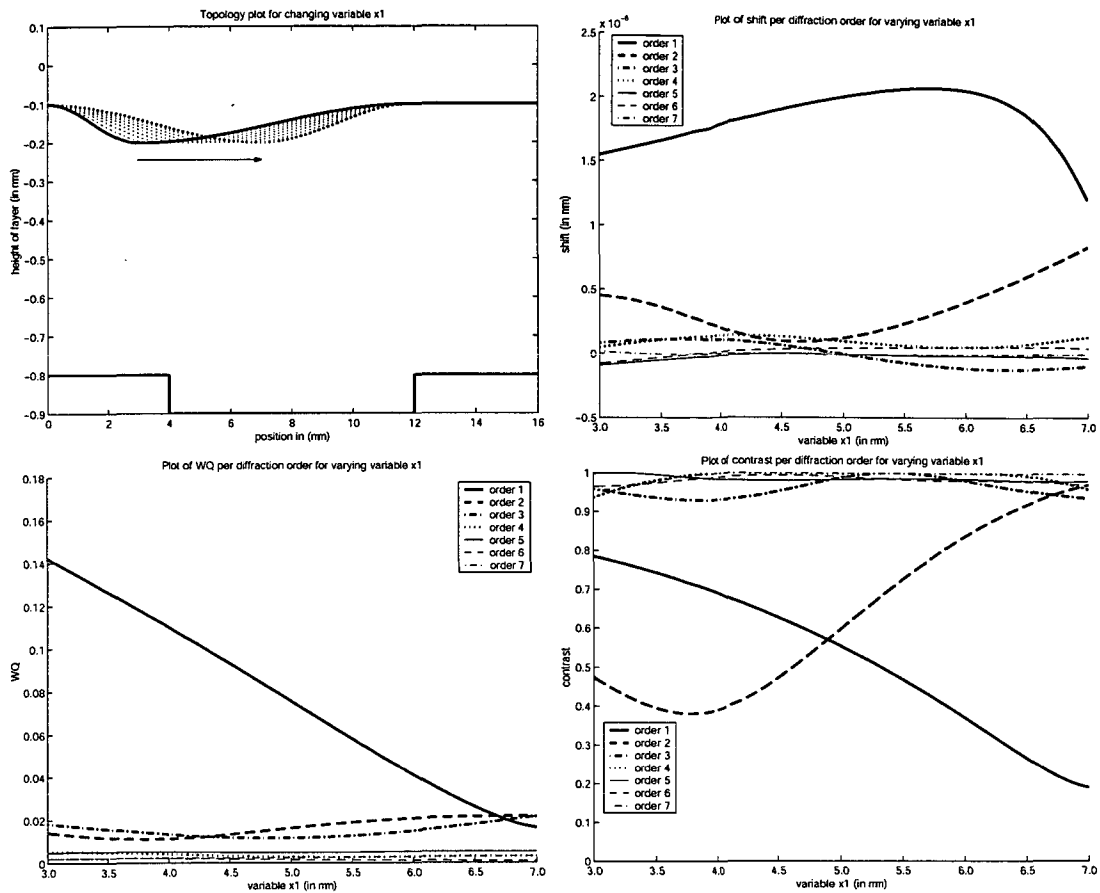 Topology plot for changing variable x1
0.1
0
-0.1
-0.2
-0.3
-0.4
-0.5
-0.6
-0.7
-0.8
-0.9
height of layer (in mm)
0 2 4 6 8 10 12 14 16
position in (mm)
Plot of shift per diffraction order for varying variable x1
x 10⁻⁶
2.5
2
1.5
1
0.5
0
-0.5
shift (in mm)
order 1
order 2
order 3
order 4
order 5
order 6
order 7
3.0 3.5 4.0 4.5 5.0 5.5 6.0 6.5 7.0
variable x1 (in mm)
Plot of WQ per diffraction order for varying variable x1
0.18
0.16
0.14
0.12
0.1
0.08
0.06
0.04
0.02
0
WQ
order 1
order 2
order 3
order 4
order 5
order 6
order 7
3.0 3.5 4.0 4.5 5.0 5.5 6.0 6.5 7.0
variable x1 (in mm)
Plot of contrast per diffraction order for varying variable x1
1
0.9
0.8
0.7
0.6
0.5
0.4
0.3
0.2
0.1
0
contrast
order 1
order 2
order 3
order 4
order 5
order 6
order 7
3.0 3.5 4.0 4.5 5.0 5.5 6.0 6.5 7.0
variable x1 (in mm)